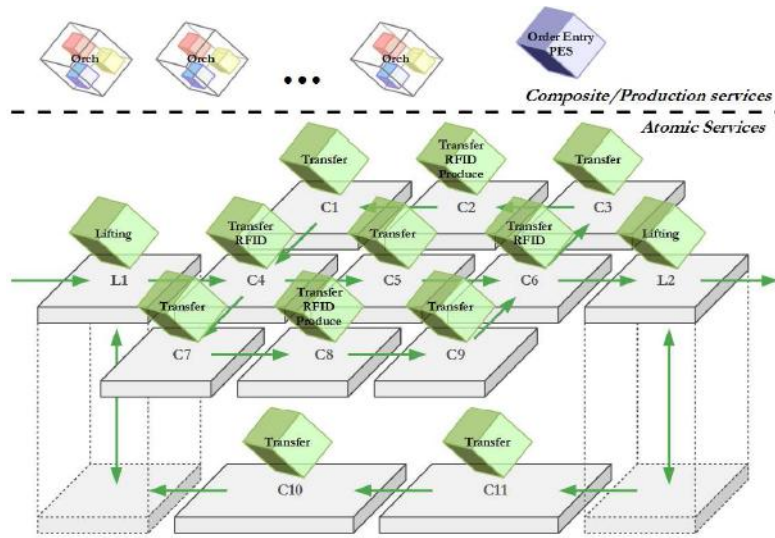 Orch
Orch
Orch
Order Entry
PES
Composite/Production services
Atomic Services
Transfer
Transfer
RFID
Produce
Transfer
C1
C2
C3
Lifting
Transfer
RFID
Transfer
Transfer
RFID
Lifting
L1
C4
C5
C6
L2
Transfer
Transfer
RFID
Produce
Transfer
C7
C8
C9
Transfer
Transfer
C10
C11